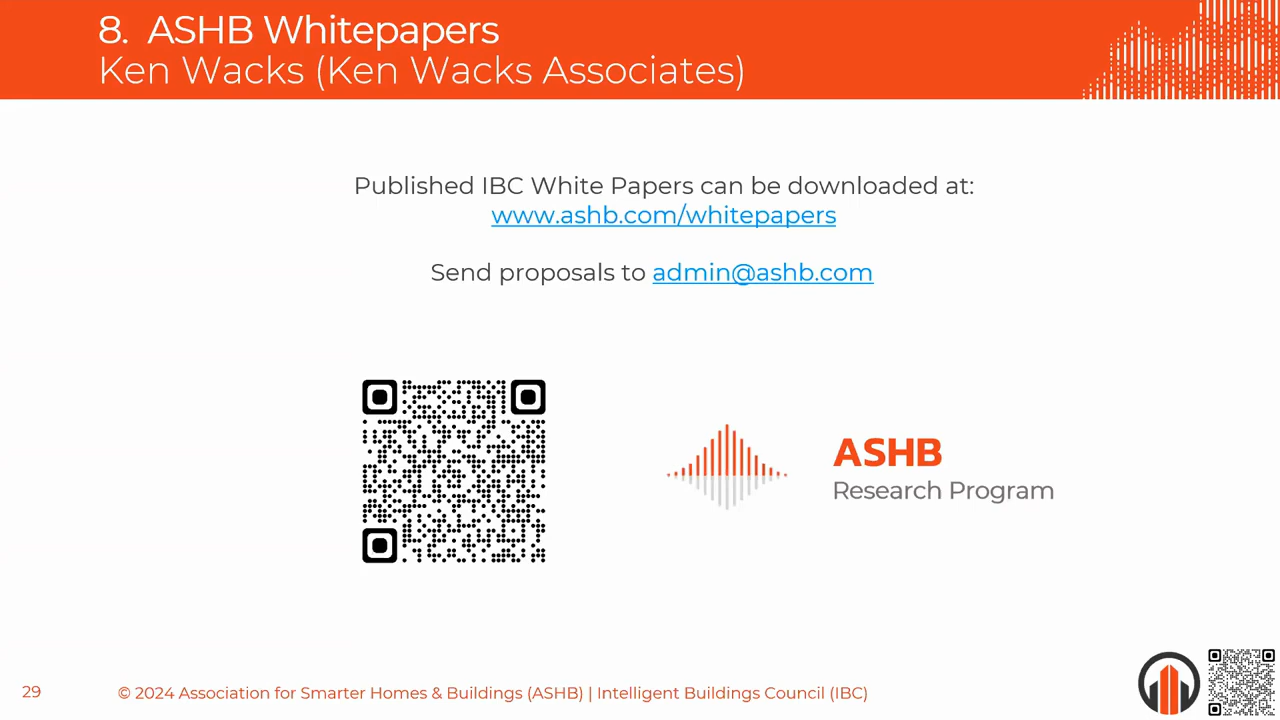 8. ASHB Whitepapers
Ken Wacks (Ken Wacks Associates)
Published IBC White Papers can be downloaded at:
www.ashb.com/whitepapers
Send proposals to admin@ashb.com
ASHB
Research Program
29
© 2024 Association for Smarter Homes & Buildings (ASHB) | Intelligent Buildings Council (IBC)